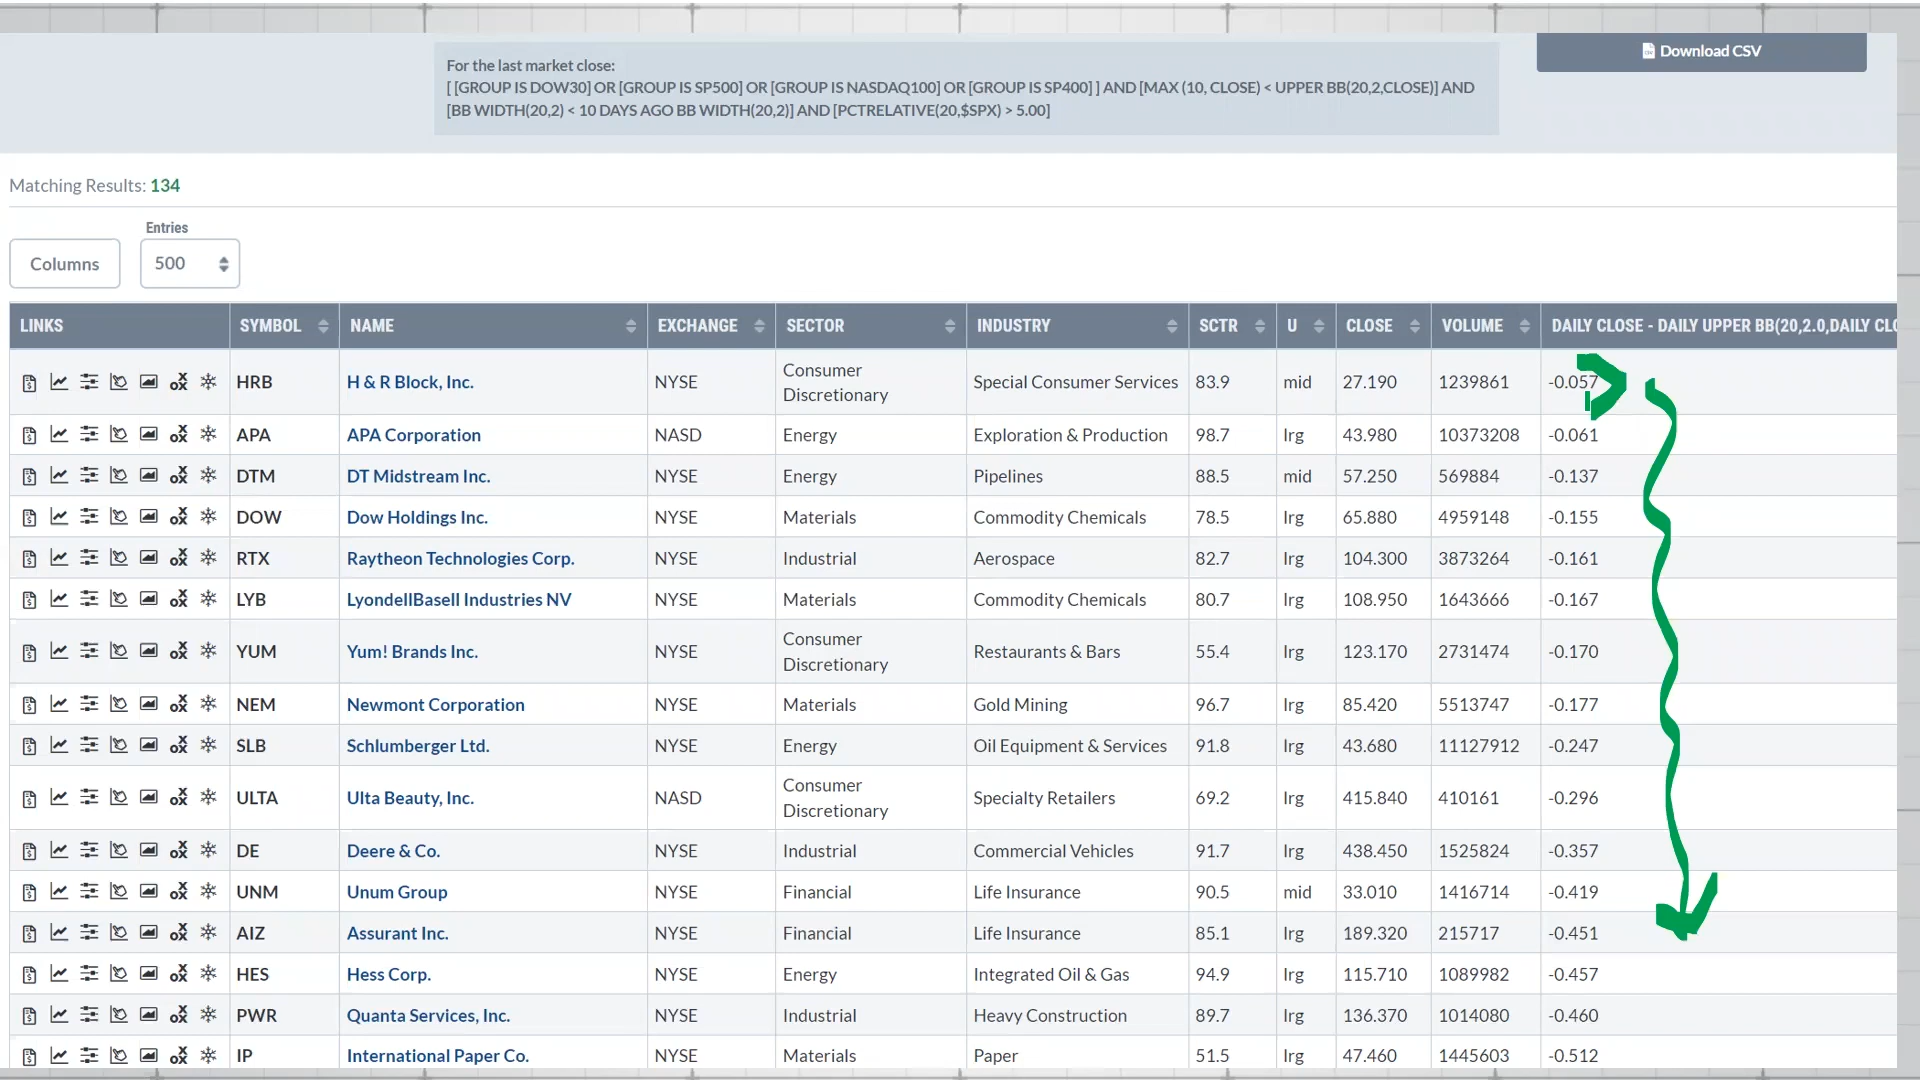 Download CSV
For the last market close:
[ [GROUP IS DOW30] OR [GROUP IS SP500] OR [GROUP IS NASDAQ100] OR [GROUP IS SP400] ] AND [MAX (10, CLOSE) < UPPER BB(20,2,CLOSE)] AND
[BB WIDTH(20,2) < 10 DAYS AGO BB WIDTH(20,2)] AND [PCTRELATIVE(20,$SPX) > 5.00]
Matching Results: 134
Entries
Columns 500
LINKS SYMBOL NAME EXCHANGE SECTOR INDUSTRY SCTR U CLOSE VOLUME DAILY CLOSE - DAILY UPPER BB(20,2.0,DAILY CLO
HRB H & R Block, Inc. NYSE Consumer Discretionary Special Consumer Services 83.9 mid 27.190 1239861 -0.057
APA APA Corporation NASD Energy Exploration & Production 98.7 lrg 43.980 10373208 -0.061
DTM DT Midstream Inc. NYSE Energy Pipelines 88.5 mid 57.250 569884 -0.137
DOW Dow Holdings Inc. NYSE Materials Commodity Chemicals 78.5 lrg 65.880 4959148 -0.155
RTX Raytheon Technologies Corp. NYSE Industrial Aerospace 82.7 lrg 104.300 3873264 -0.161
LYB LyondellBasell Industries NV NYSE Materials Commodity Chemicals 80.7 lrg 108.950 1643666 -0.167
YUM Yum! Brands Inc. NYSE Consumer Discretionary Restaurants & Bars 55.4 lrg 123.170 2731474 -0.170
NEM Newmont Corporation NYSE Materials Gold Mining 96.7 lrg 85.420 5513747 -0.177
SLB Schlumberger Ltd. NYSE Energy Oil Equipment & Services 91.8 lrg 43.680 11127912 -0.247
ULTA Ulta Beauty, Inc. NASD Consumer Discretionary Specialty Retailers 69.2 lrg 415.840 410161 -0.296
DE Deere & Co. NYSE Industrial Commercial Vehicles 91.7 lrg 438.450 1525824 -0.357
UNM Unum Group NYSE Financial Life Insurance 90.5 mid 33.010 1416714 -0.419
AIZ Assurant Inc. NYSE Financial Life Insurance 85.1 lrg 189.320 215717 -0.451
HES Hess Corp. NYSE Energy Integrated Oil & Gas 94.9 lrg 115.710 1089982 -0.457
PWR Quanta Services, Inc. NYSE Industrial Heavy Construction 89.7 lrg 136.370 1014080 -0.460
IP International Paper Co. NYSE Materials Paper 51.5 lrg 47.460 1445603 -0.512